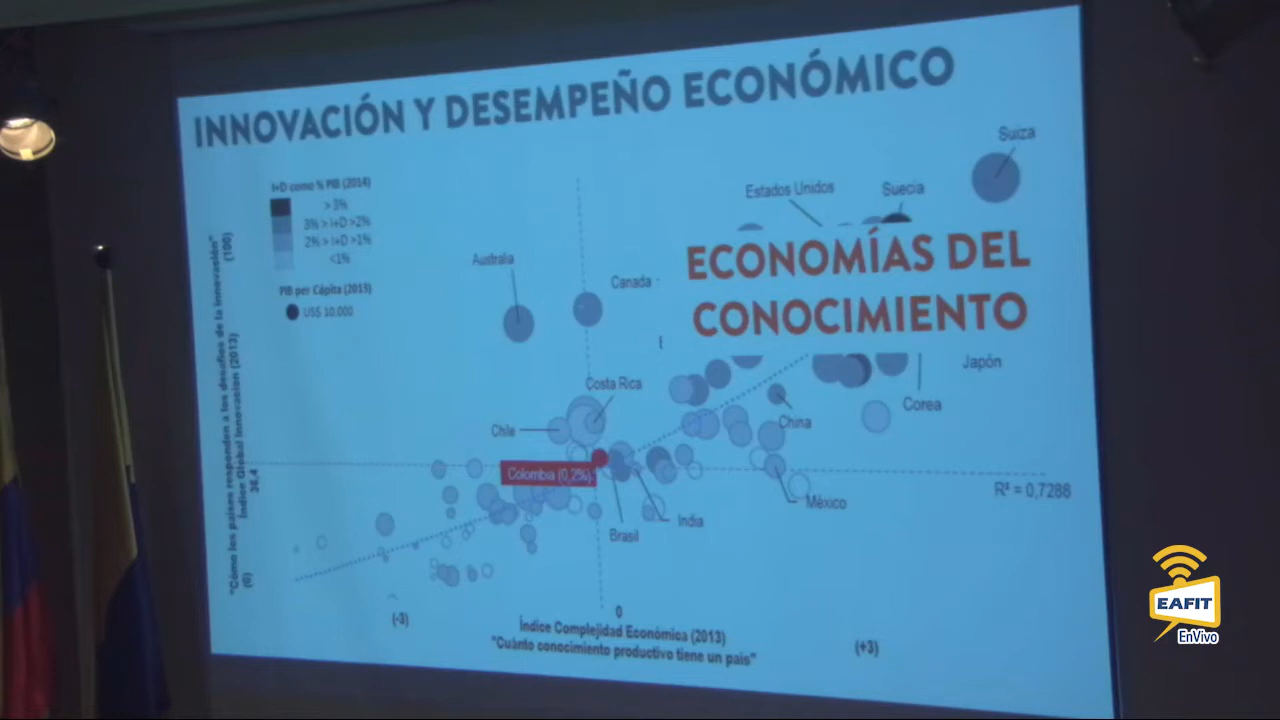 INNOVACIÓN Y DESEMPEÑO ECONÓMICO
I+D como % PIB (2014)
> 3%
3% > I+D >2%
2% > I+D >1%
<1%
PIB per Cápita (2013)
US$ 10.000
Suiza
Estados Unidos
Suecia
Australia
Canada
ECONOMÍAS DEL
CONOCIMIENTO
Japón
Corea
Costa Rica
Chile
China
Colombia (0,2%)
R² = 0,7288
México
India
Brasil
"Cómo los países responden a los desafíos de la innovación"
Índice Global Innovacion (2013)
(100)
36.4
(0)
0
(-3)
(+3)
Índice Complejidad Económica (2013)
"Cuánto conocimiento productivo tiene un país"
EAFIT
EnVivo